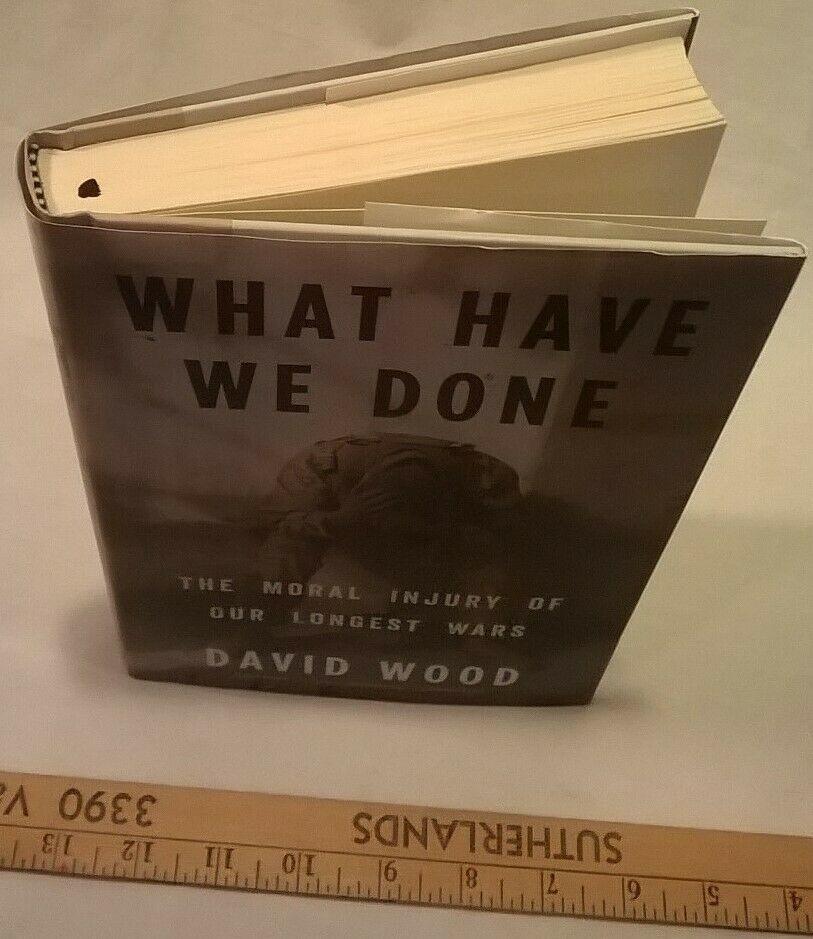 WHAT HAVE
WE DONE
THE MORAL INJURY OF
OUR LONGEST WARS
DAVID WOOD
SUTHERLANDS 3390
4 5 6 7 8 9 10 11 12 13